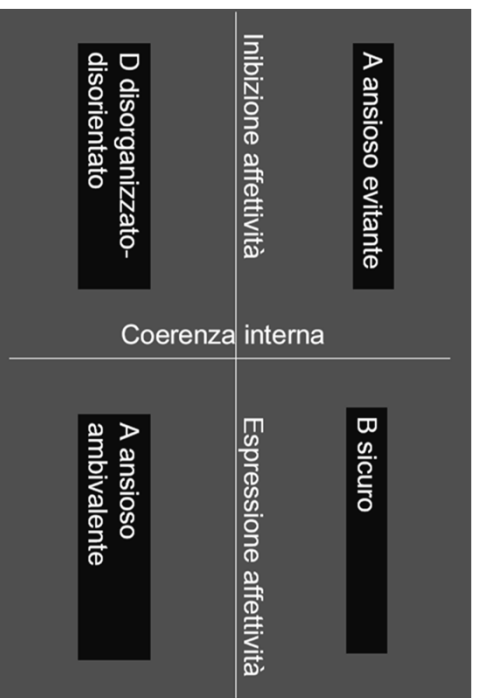 A ansioso evitante
B sicuro
Coerenza interna
Inibizione affettività
Espressione affettività
D disorganizzato-
disorientato
A ansioso
ambivalente